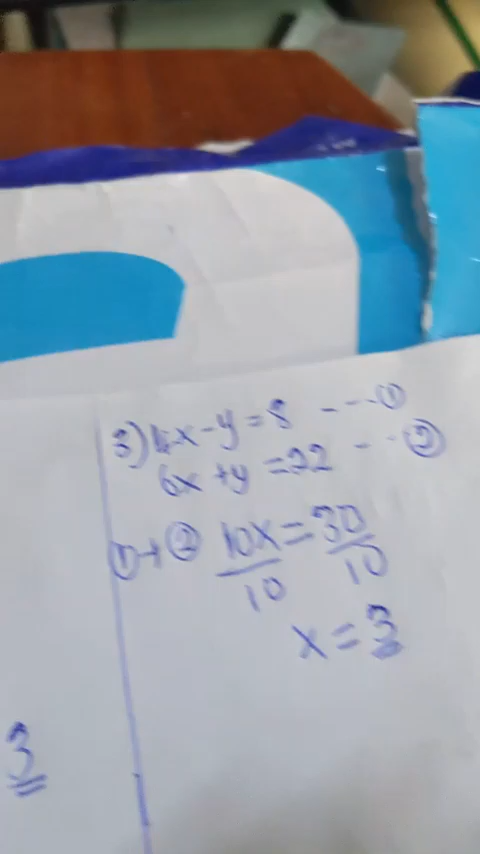 3) 4x - y = 8 - - - ①
6x + y = 22 - - ②
① + ② 10x/10 = 30/10
x = 3
3